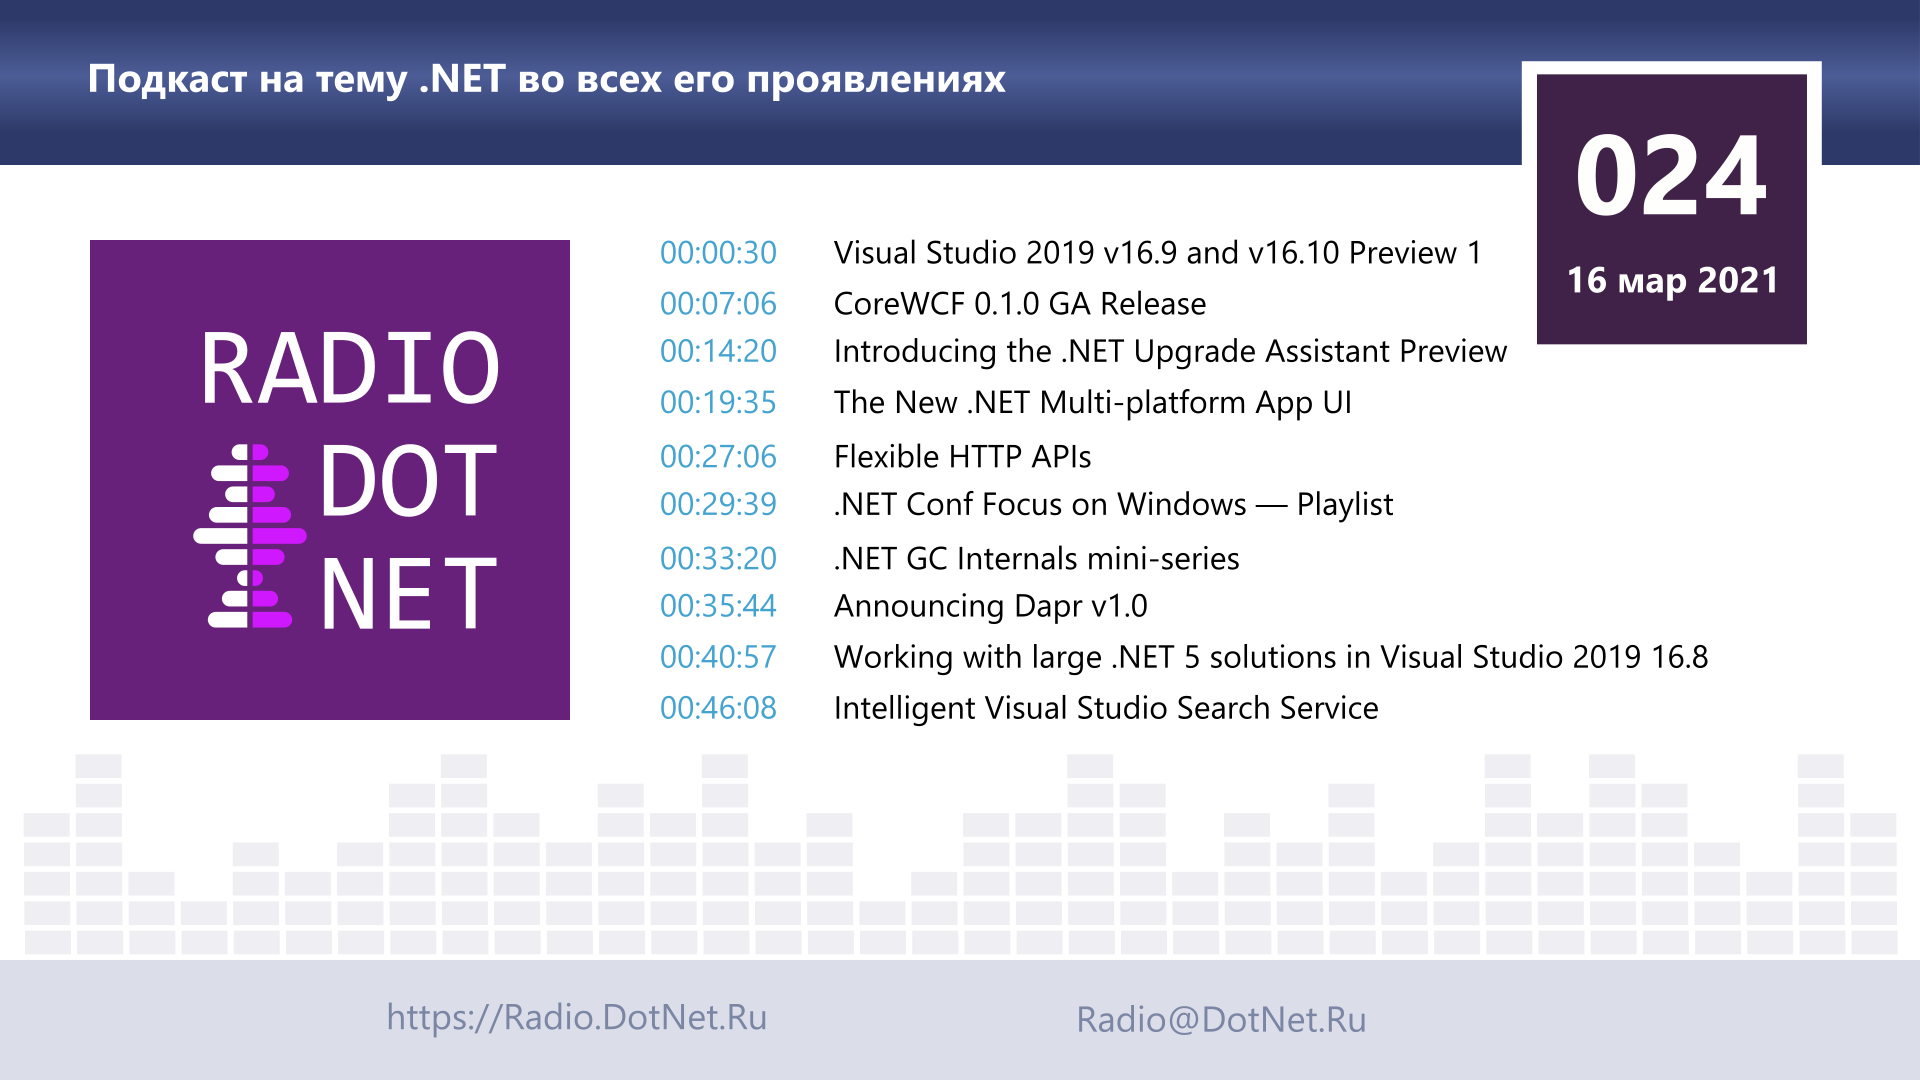 Подкаст на тему .NET во всех его проявлениях
024
16 мар 2021
RADIO
DOT
NET
00:00:30 Visual Studio 2019 v16.9 and v16.10 Preview 1
00:07:06 CoreWCF 0.1.0 GA Release
00:14:20 Introducing the .NET Upgrade Assistant Preview
00:19:35 The New .NET Multi-platform App UI
00:27:06 Flexible HTTP APIs
00:29:39 .NET Conf Focus on Windows — Playlist
00:33:20 .NET GC Internals mini-series
00:35:44 Announcing Dapr v1.0
00:40:57 Working with large .NET 5 solutions in Visual Studio 2019 16.8
00:46:08 Intelligent Visual Studio Search Service
https://Radio.DotNet.Ru
Radio@DotNet.Ru